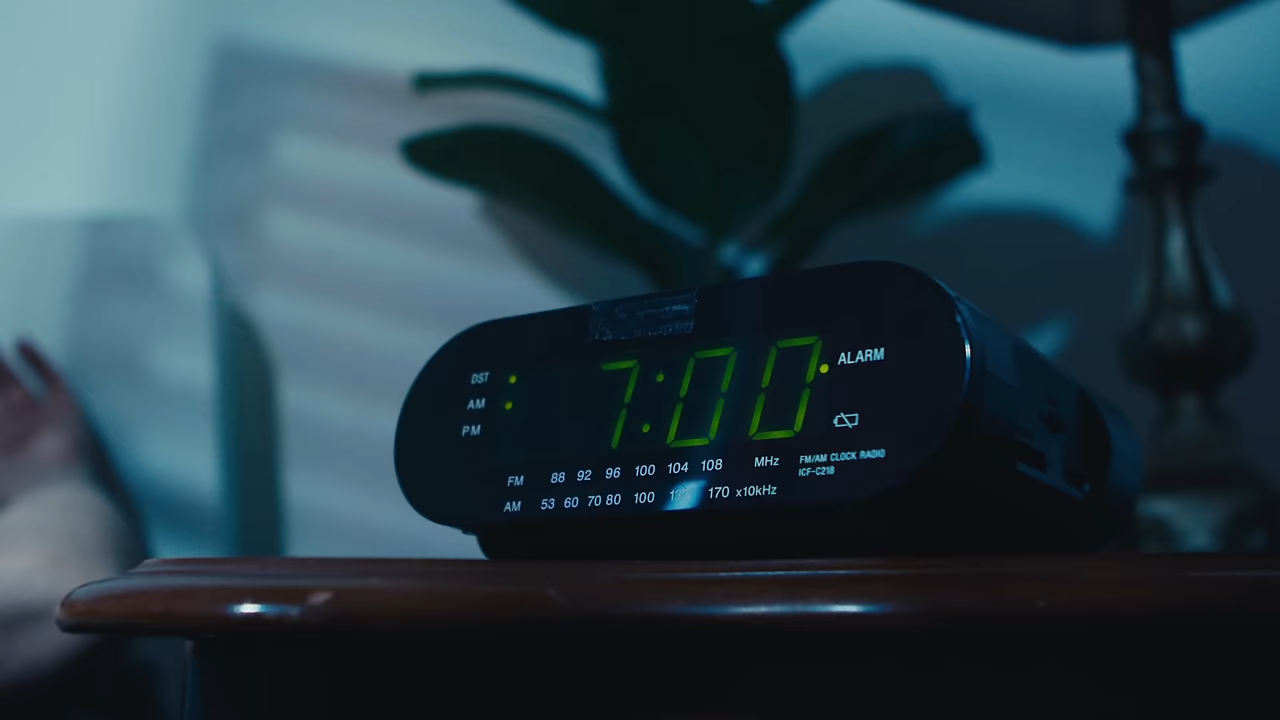 DST
AM
PM
7:00
ALARM
FM 88 92 96 100 104 108 MHz
AM 53 60 70 80 100 170 x10kHz
FM/AM CLOCK RADIO
ICF-C218